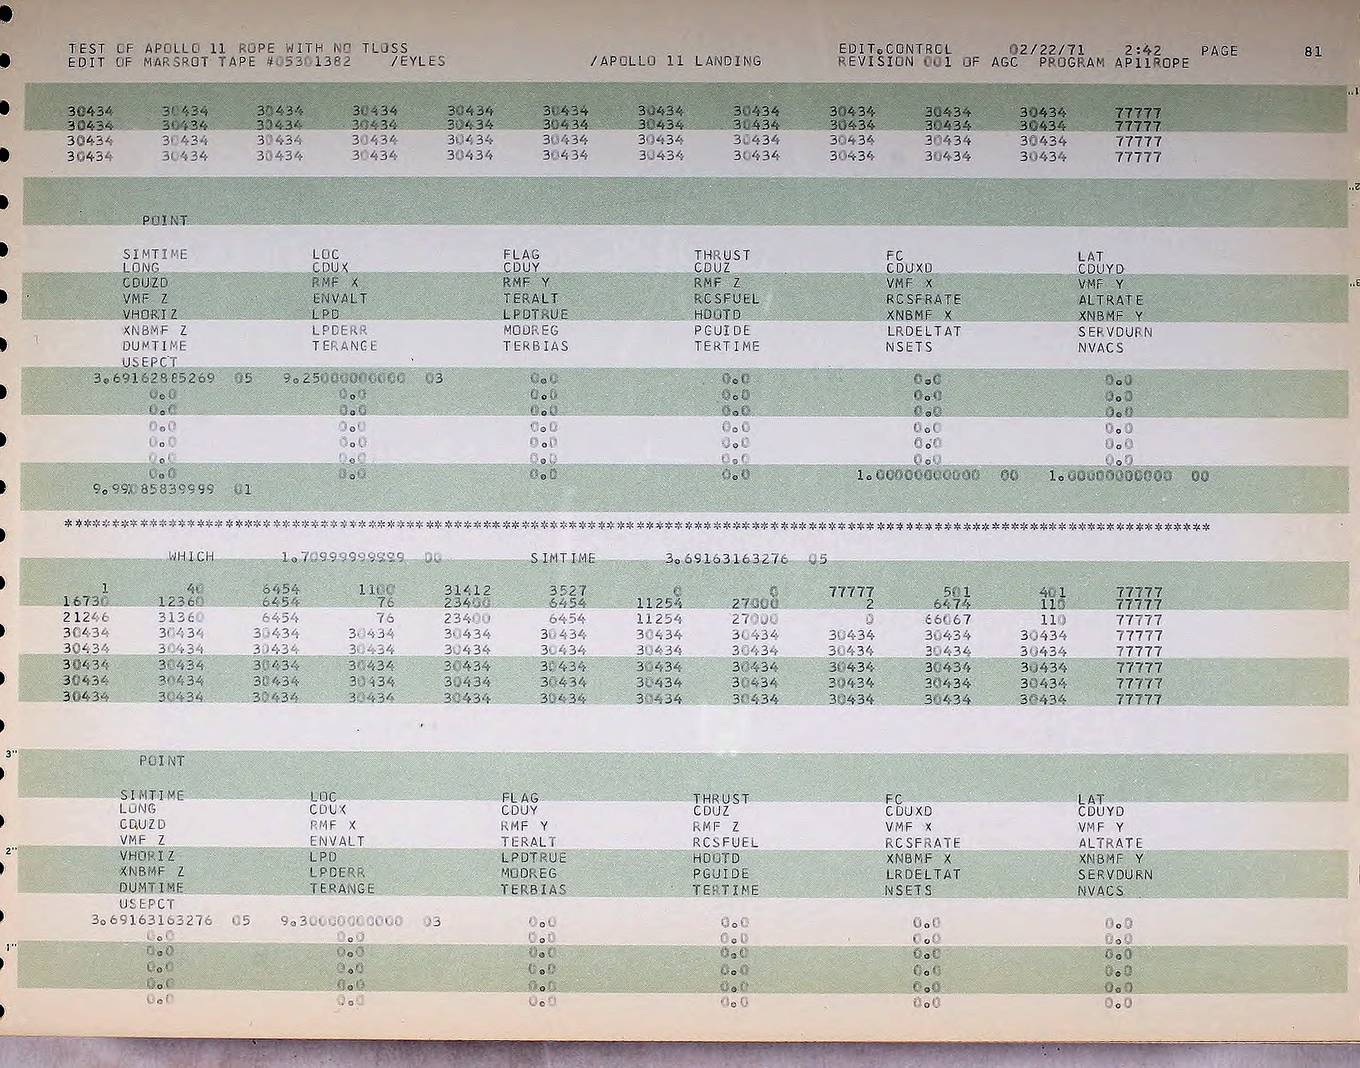 TEST OF APOLLO 11 ROPE WITH NO TLOSS EDIT.CONTROL 02/22/71 2:42 PAGE 81
EDIT OF MARSROT TAPE #05301382 /EYLES /APOLLO 11 LANDING REVISION 001 OF AGC PROGRAM AP11ROPE
30434 30434 30434 30434 30434 30434 30434 30434 30434 30434 30434 77777
30434 30434 30434 30434 30434 30434 30434 30434 30434 30434 30434 77777
30434 30434 30434 30434 30434 30434 30434 30434 30434 30434 30434 77777
30434 30434 30434 30434 30434 30434 30434 30434 30434 30434 30434 77777
POINT
SIMTIME LOC FLAG THRUST FC LAT
LONG CDUX CDUY CDUZ CDUXD CDUYD
CDUZD RMF X RMF Y RMF Z VMF X VMF Y
VMF Z ENVALT TERALT RCSFUEL RCSFRATE ALTRATE
VHORIZ LPD LPDTRUE HDOTD XNBMF X XNBMF Y
XNBMF Z LPDERR MODREG PGUIDE LRDELTAT SERVDURN
DUMTIME TERANGE TERBIAS TERTIME NSETS NVACS
USEPCT
3.69162885269 05 9.25000000000 03 0.0 0.0 0.0 0.0
0.0 0.0 0.0 0.0 0.0 0.0
0.0 0.0 0.0 0.0 0.0 0.0
0.0 0.0 0.0 0.0 0.0 0.0
0.0 0.0 0.0 0.0 0.0 0.0
0.0 0.0 0.0 0.0 0.0 0.0
0.0 0.0 0.0 0.0 1.00000000000 00 1.00000000000 00
9.99085839999 01
************************************************************************************************************************
WHICH 1.70999999999 00 SIMTIME 3.69163163276 05
1 40 6454 1100 31412 3527 0 0 77777 501 401 77777
16730 12360 6454 76 23400 6454 11254 27000 2 6474 110 77777
21246 31360 6454 76 23400 6454 11254 27000 0 66067 110 77777
30434 30434 30434 30434 30434 30434 30434 30434 30434 30434 30434 77777
30434 30434 30434 30434 30434 30434 30434 30434 30434 30434 30434 77777
30434 30434 30434 30434 30434 30434 30434 30434 30434 30434 30434 77777
30434 30434 30434 30434 30434 30434 30434 30434 30434 30434 30434 77777
30434 30434 30434 30434 30434 30434 30434 30434 30434 30434 30434 77777
3"
POINT
SIMTIME LOC FLAG THRUST FC LAT
LONG CDUX CDUY CDUZ CDUXD CDUYD
CDUZD RMF X RMF Y RMF Z VMF X VMF Y
VMF Z ENVALT TERALT RCSFUEL RCSFRATE ALTRATE
2" VHORIZ LPD LPDTRUE HDOTD XNBMF X XNBMF Y
XNBMF Z LPDERR MODREG PGUIDE LRDELTAT SERVDURN
DUMTIME TERANGE TERBIAS TERTIME NSETS NVACS
USEPCT
3.69163163276 05 9.30000000000 03 0.0 0.0 0.0 0.0
0.0 0.0 0.0 0.0 0.0 0.0
1" 0.0 0.0 0.0 0.0 0.0 0.0
0.0 0.0 0.0 0.0 0.0 0.0
0.0 0.0 0.0 0.0 0.0 0.0
0.0 0.0 0.0 0.0 0.0 0.0